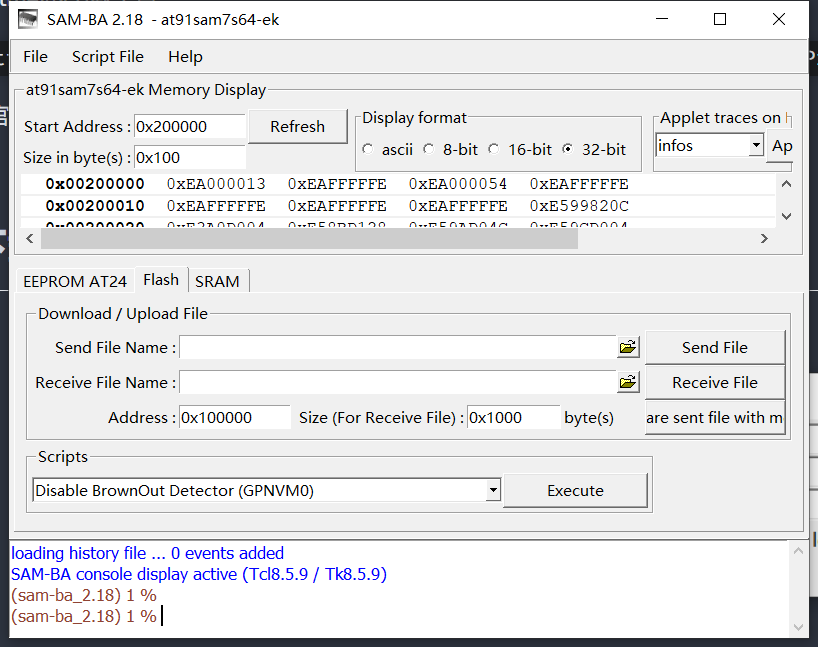 SAM-BA 2.18 - at91sam7s64-ek
File Script File Help
at91sam7s64-ek Memory Display
Start Address : 0x200000 Refresh
Size in byte(s) : 0x100
Display format
ascii 8-bit 16-bit 32-bit
Applet traces on
infos Ap
0x00200000 0xEA000013 0xEAFFFFFE 0xEA000054 0xEAFFFFFE
0x00200010 0xEAFFFFFE 0xEAFFFFFE 0xEAFFFFFE 0xE599820C
EEPROM AT24 Flash SRAM
Download / Upload File
Send File Name : Send File
Receive File Name : Receive File
Address : 0x100000 Size (For Receive File) : 0x1000 byte(s) are sent file with m
Scripts
Disable BrownOut Detector (GPNVM0) Execute
loading history file ... 0 events added
SAM-BA console display active (Tcl8.5.9 / Tk8.5.9)
(sam-ba_2.18) 1 %
(sam-ba_2.18) 1 %